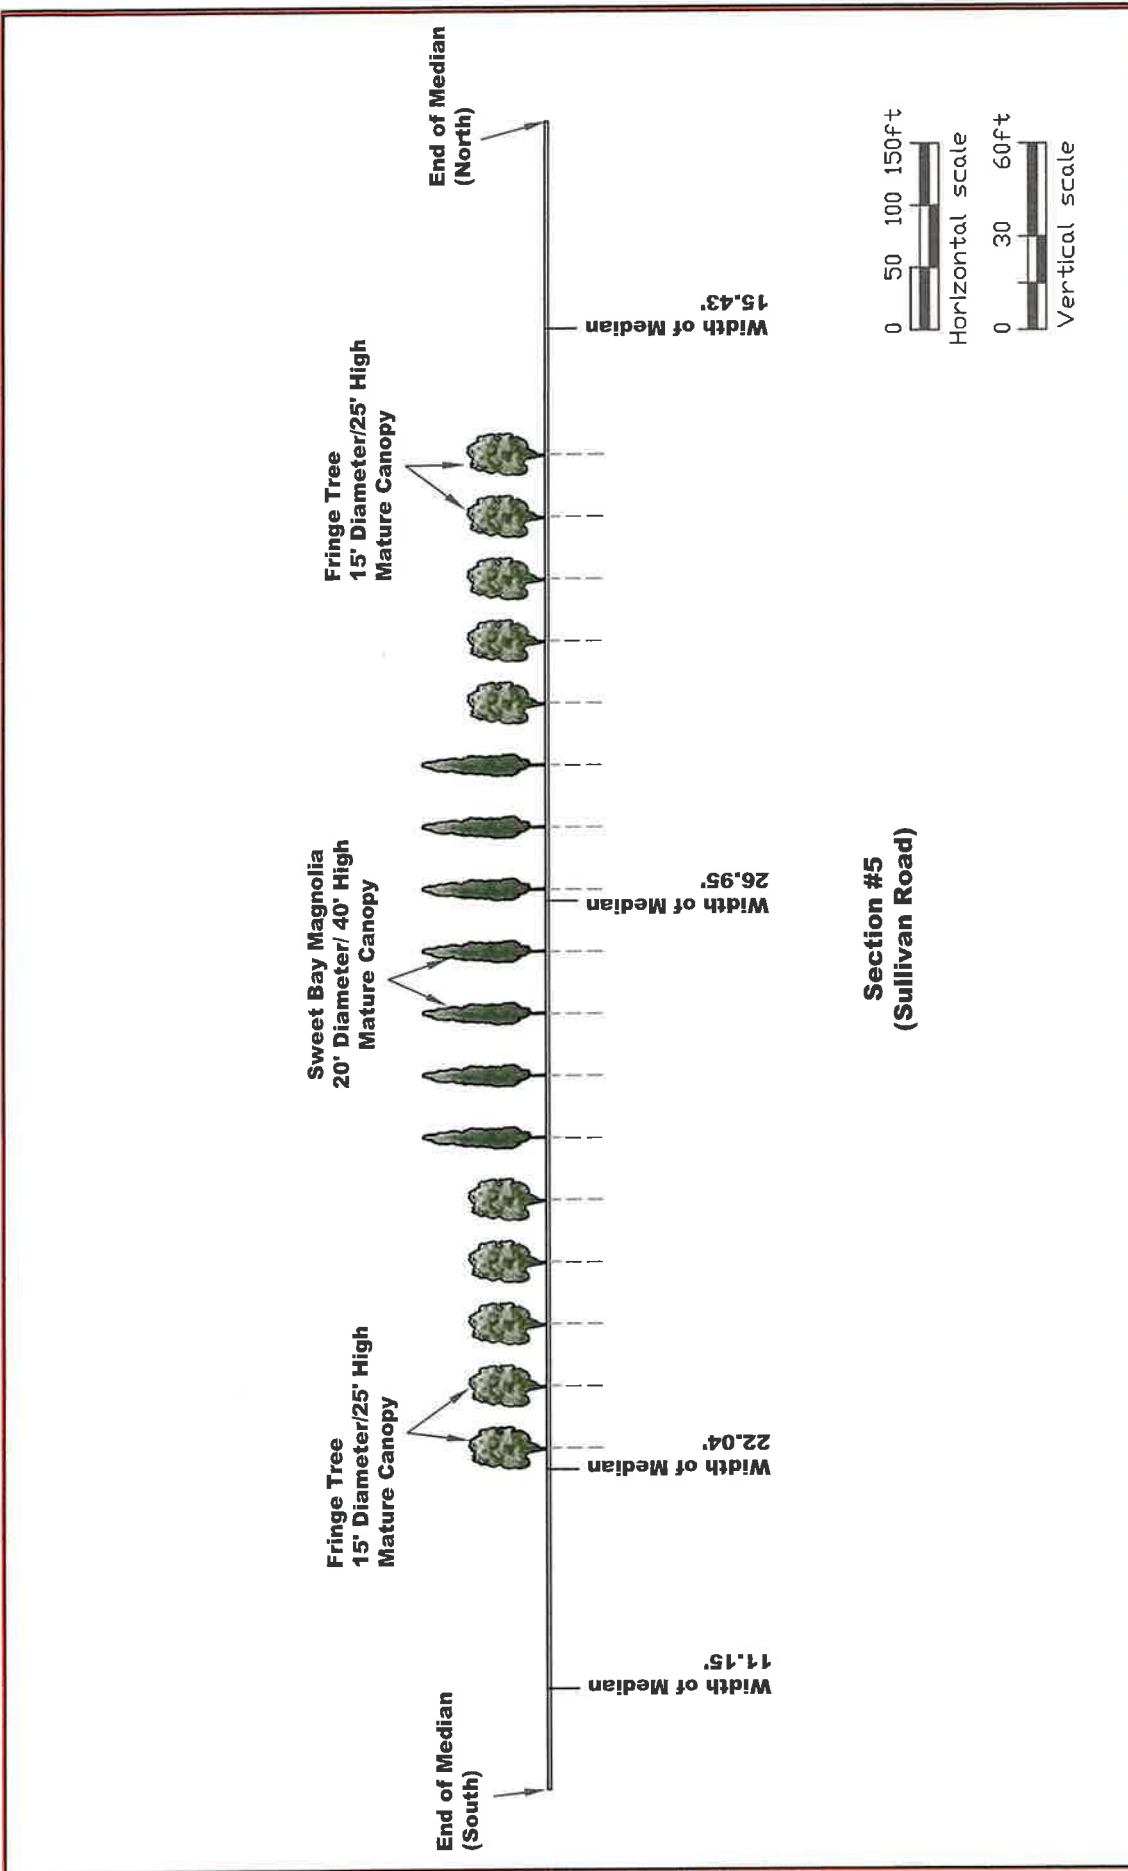 End of Median
(South)
Fringe Tree
15' Diameter/25' High
Mature Canopy
Sweet Bay Magnolia
20' Diameter/ 40' High
Mature Canopy
Fringe Tree
15' Diameter/25' High
Mature Canopy
End of Median
(North)
Width of Median
11.15'
Width of Median
22.04'
Width of Median
26.95'
Width of Median
15.43'
Section #5
(Sullivan Road)
0 50 100 150ft
Horizontal scale
0 30 60ft
Vertical scale